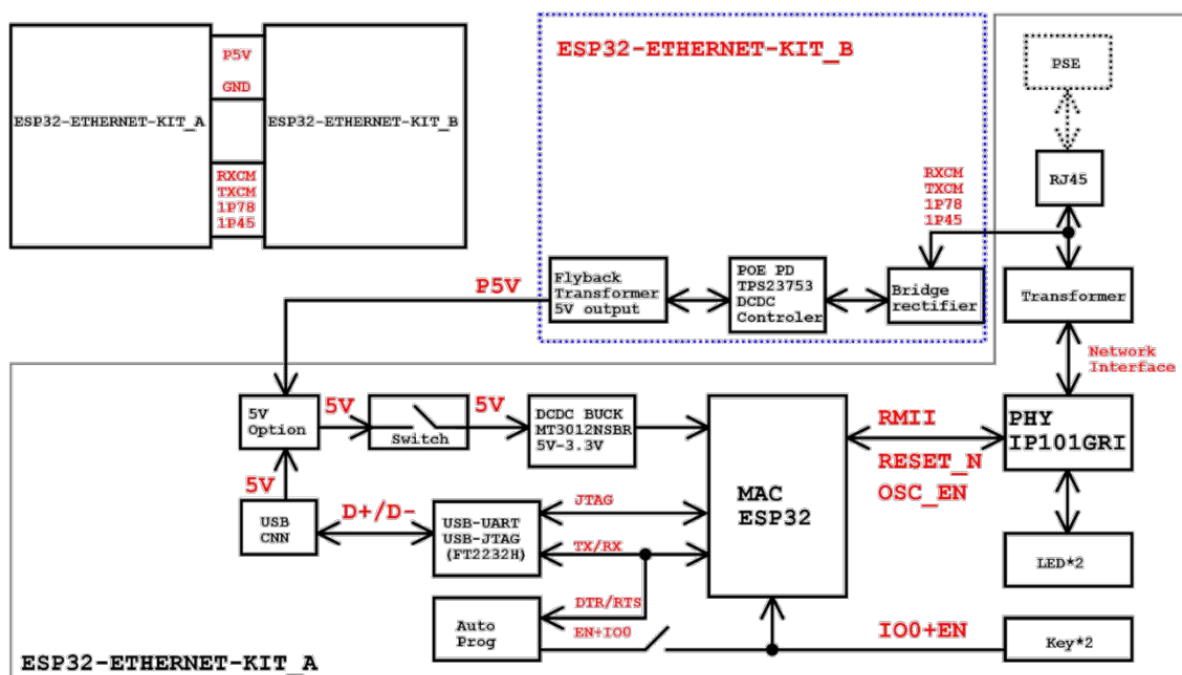 ESP32-ETHERNET-KIT_A
P5V
GND
RXCM
TXCM
1P78
1P45
ESP32-ETHERNET-KIT_B
ESP32-ETHERNET-KIT_B
PSE
RJ45
RXCM
TXCM
1P78
1P45
P5V
Flyback
Transformer
5V output
POE PD
TPS23753
DCDC
Controler
Bridge
rectifier
Transformer
Network
Interface
5V
Option
5V
Switch
5V
DCDC BUCK
MT3012NSBR
5V-3.3V
MAC
ESP32
RMII
RESET_N
OSC_EN
PHY
IP101GRI
5V
USB
CNN
D+/D-
USB-UART
USB-JTAG
(FT2232H)
JTAG
TX/RX
LED*2
DTR/RTS
Auto
Prog
EN+IO0
IO0+EN
Key*2
ESP32-ETHERNET-KIT_A